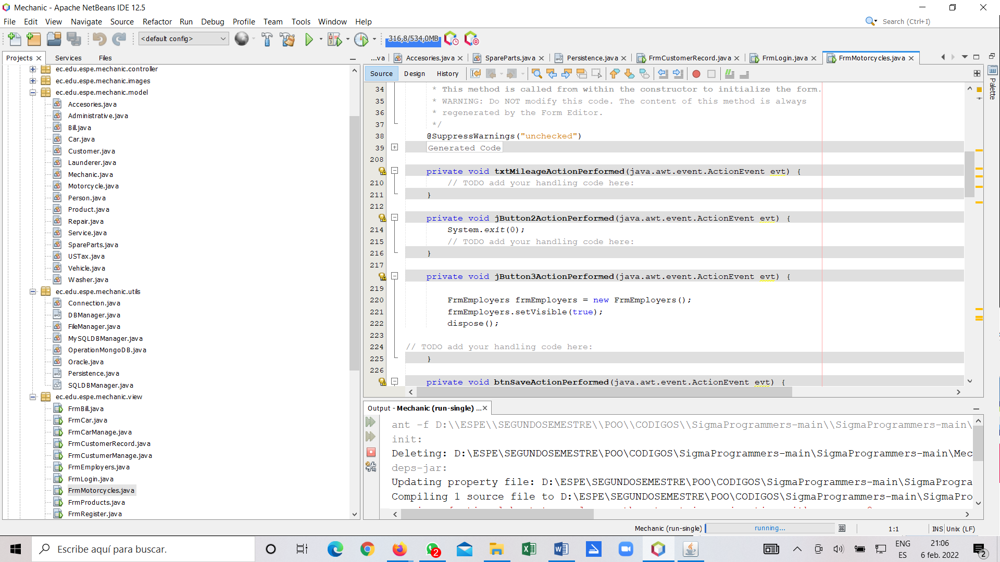 Mechanic - Apache NetBeans IDE 12.5
File Edit View Navigate Source Refactor Run Debug Profile Team Tools Window Help
Search (Ctrl+I)
<default config>
316,8/534,0MB
Projects Services Files
ec.edu.espe.mechanic.controller
ec.edu.espe.mechanic.images
ec.edu.espe.mechanic.model
Accesories.java
Administrative.java
Bill.java
Car.java
Customer.java
Launderer.java
Mechanic.java
Motorcycle.java
Person.java
Product.java
Repair.java
Service.java
SpareParts.java
USTax.java
Vehicle.java
Washer.java
ec.edu.espe.mechanic.utils
Connection.java
DBManager.java
FileManager.java
MySQLDBManager.java
OperationMongoDB.java
Oracle.java
Persistence.java
SQLDBManager.java
ec.edu.espe.mechanic.view
FrmBill.java
FrmCar.java
FrmCarManage.java
FrmCustomerRecord.java
FrmCustumerManage.java
FrmEmployers.java
FrmLogin.java
FrmMotorcycles.java
FrmProducts.java
FrmRegister.java
...va Accesories.java SpareParts.java Persistence.java FrmCustomerRecord.java FrmLogin.java FrmMotorcycles.java
Source Design History
Palette
34 * This method is called from within the constructor to initialize the form.
35 * WARNING: Do NOT modify this code. The content of this method is always
36 * regenerated by the Form Editor.
37 */
38 @SuppressWarnings("unchecked")
39 Generated Code
208
private void txtMileageActionPerformed(java.awt.event.ActionEvent evt) {
210 // TODO add your handling code here:
211 }
212
private void jButton2ActionPerformed(java.awt.event.ActionEvent evt) {
214 System.exit(0);
215 // TODO add your handling code here:
216 }
217
private void jButton3ActionPerformed(java.awt.event.ActionEvent evt) {
219
220 FrmEmployers frmEmployers = new FrmEmployers();
221 frmEmployers.setVisible(true);
222 dispose();
223
224 // TODO add your handling code here:
225 }
226
private void btnSaveActionPerformed(java.awt.event.ActionEvent evt) {
Output - Mechanic (run-single) ...
ant -f D:\\ESPE\\SEGUNDOSEMESTRE\\POO\\CODIGOS\\SigmaProgrammers-main\\SigmaProgrammers-main\
init:
Deleting: D:\ESPE\SEGUNDOSEMESTRE\POO\CODIGOS\SigmaProgrammers-main\SigmaProgrammers-main\Mec
deps-jar:
Updating property file: D:\ESPE\SEGUNDOSEMESTRE\POO\CODIGOS\SigmaProgrammers-main\SigmaProgra
Compiling 1 source file to D:\ESPE\SEGUNDOSEMESTRE\POO\CODIGOS\SigmaProgrammers-main\SigmaPro
Mechanic (run-single) running... 1:1 INS Unix (LF)
Escribe aquí para buscar.
2
ENG
ES
21:06
6 feb. 2022
2